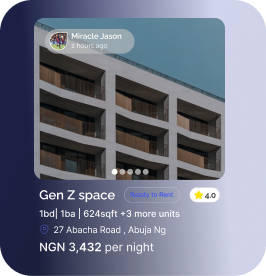 Miracle Jason
2 hours ago
Gen Z space Ready to Rent 4.0
1bd| 1ba | 624sqft +3 more units
27 Abacha Road , Abuja Ng
NGN 3,432 per night